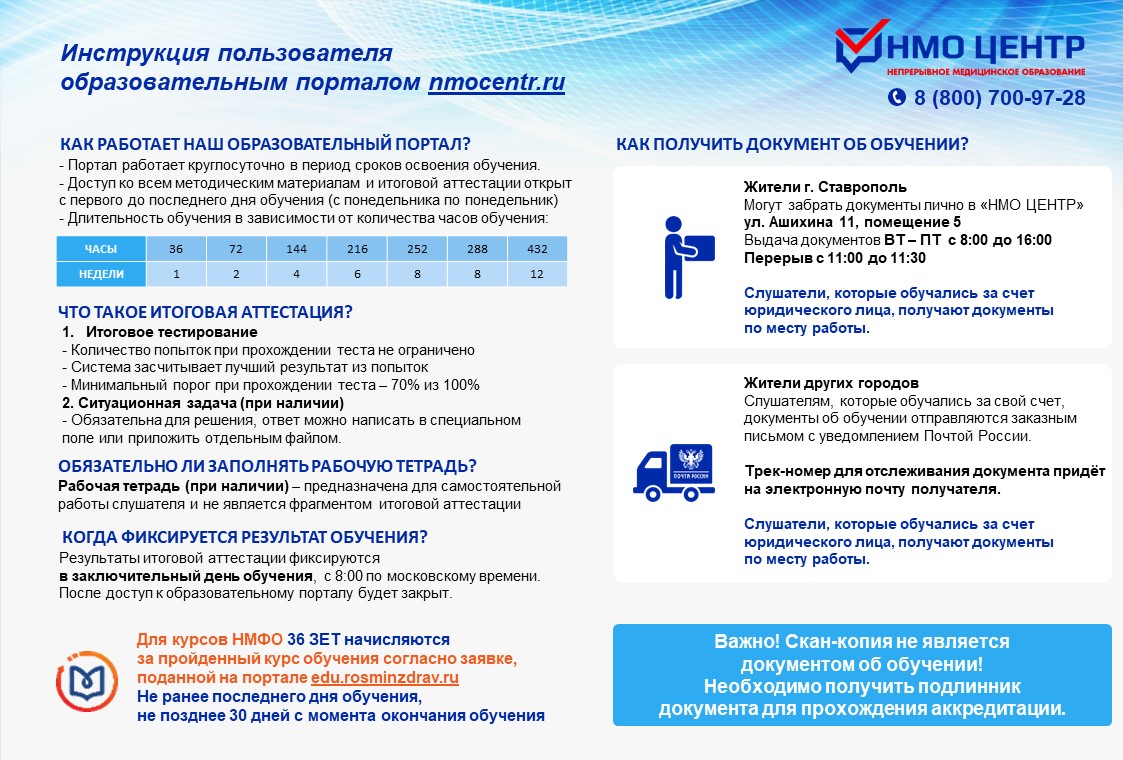 Инструкция пользователя
образовательным порталом nmocentr.ru
НМО ЦЕНТР
НЕПРЕРЫВНОЕ МЕДИЦИНСКОЕ ОБРАЗОВАНИЕ
8 (800) 700-97-28
КАК РАБОТАЕТ НАШ ОБРАЗОВАТЕЛЬНЫЙ ПОРТАЛ?
- Портал работает круглосуточно в период сроков освоения обучения.
- Доступ ко всем методическим материалам и итоговой аттестации открыт
с первого до последнего дня обучения (с понедельника по понедельник)
- Длительность обучения в зависимости от количества часов обучения:
ЧАСЫ 36 72 144 216 252 288 432
НЕДЕЛИ 1 2 4 6 8 8 12
ЧТО ТАКОЕ ИТОГОВАЯ АТТЕСТАЦИЯ?
1. Итоговое тестирование
- Количество попыток при прохождении теста не ограничено
- Система засчитывает лучший результат из попыток
- Минимальный порог при прохождении теста – 70% из 100%
2. Ситуационная задача (при наличии)
- Обязательна для решения, ответ можно написать в специальном
поле или приложить отдельным файлом.
ОБЯЗАТЕЛЬНО ЛИ ЗАПОЛНЯТЬ РАБОЧУЮ ТЕТРАДЬ?
Рабочая тетрадь (при наличии) – предназначена для самостоятельной
работы слушателя и не является фрагментом итоговой аттестации
КОГДА ФИКСИРУЕТСЯ РЕЗУЛЬТАТ ОБУЧЕНИЯ?
Результаты итоговой аттестации фиксируются
в заключительный день обучения, с 8:00 по московскому времени.
После доступ к образовательному порталу будет закрыт.
Для курсов НМФО 36 ЗЕТ начисляются
за пройденный курс обучения согласно заявке,
поданной на портале edu.rosminzdrav.ru
Не ранее последнего дня обучения,
не позднее 30 дней с момента окончания обучения
КАК ПОЛУЧИТЬ ДОКУМЕНТ ОБ ОБУЧЕНИИ?
Жители г. Ставрополь
Могут забрать документы лично в «НМО ЦЕНТР»
ул. Ашихина 11, помещение 5
Выдача документов ВТ – ПТ с 8:00 до 16:00
Перерыв с 11:00 до 11:30
Слушатели, которые обучались за счет
юридического лица, получают документы
по месту работы.
Жители других городов
Слушателям, которые обучались за свой счет,
документы об обучении отправляются заказным
письмом с уведомлением Почтой России.
ПОЧТА РОССИИ
Трек-номер для отслеживания документа придёт
на электронную почту получателя.
Слушатели, которые обучались за счет
юридического лица, получают документы
по месту работы.
Важно! Скан-копия не является
документом об обучении!
Необходимо получить подлинник
документа для прохождения аккредитации.